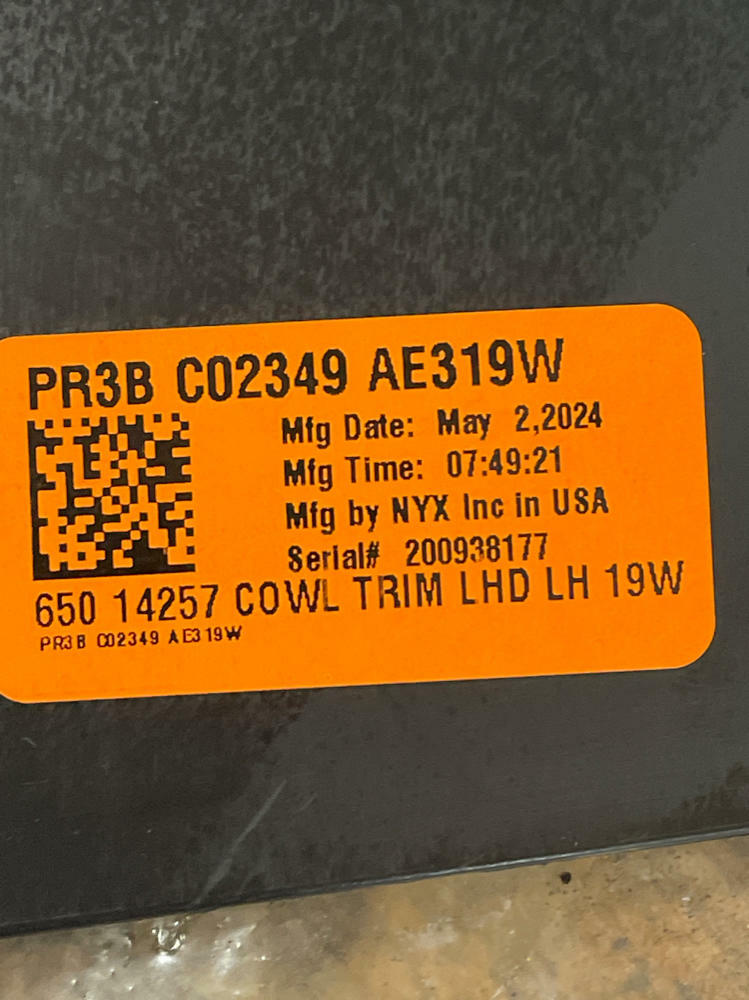 PR3B C02349 AE319W
Mfg Date: May 2,2024
Mfg Time: 07:49:21
Mfg by NYX Inc in USA
Serial# 200938177
650 14257 COWL TRIM LHD LH 19W
PR3B C02349 AE319W